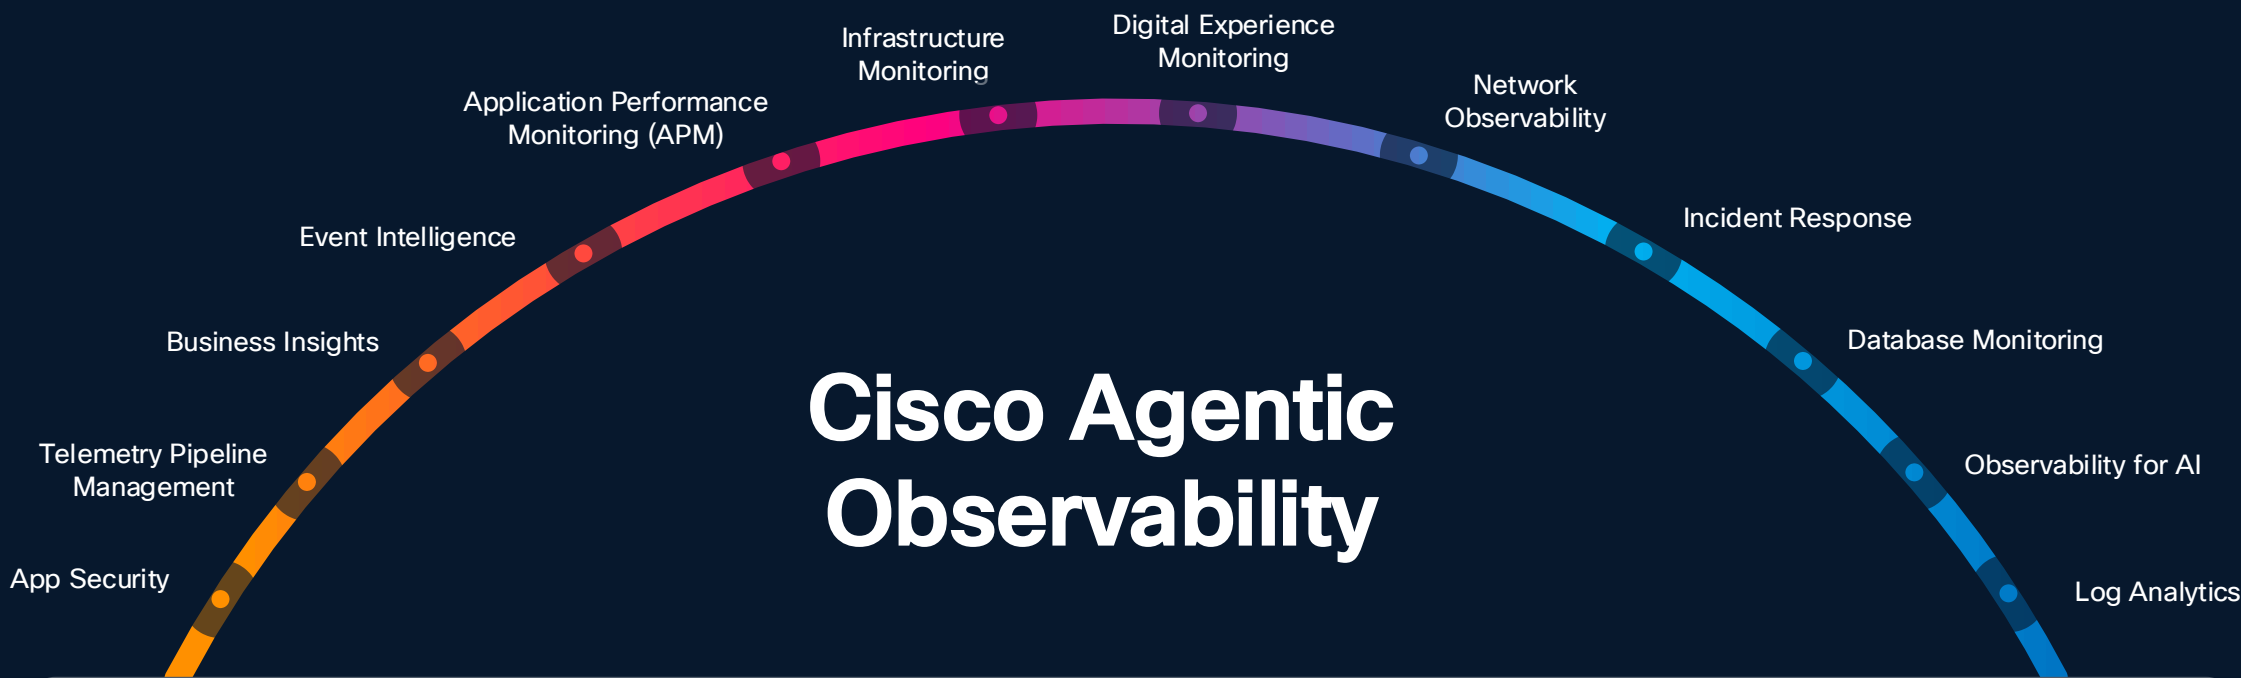 App Security
Telemetry Pipeline
Management
Business Insights
Event Intelligence
Application Performance
Monitoring (APM)
Infrastructure
Monitoring
Digital Experience
Monitoring
Network
Observability
Incident Response
Database Monitoring
Observability for AI
Log Analytics
Cisco Agentic
Observability